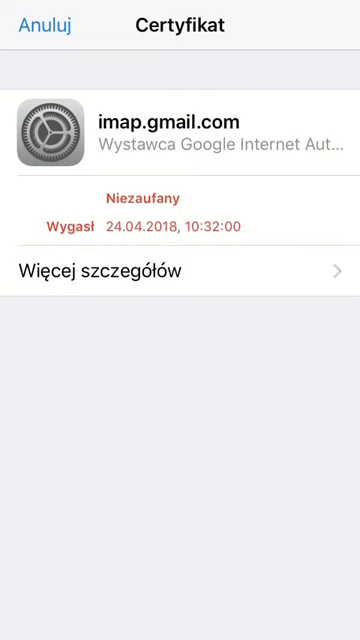 Anuluj Certyfikat
imap.gmail.com
Wystawca Google Internet Aut...
Niezaufany
Wygasł 24.04.2018, 10:32:00
Więcej szczegółów